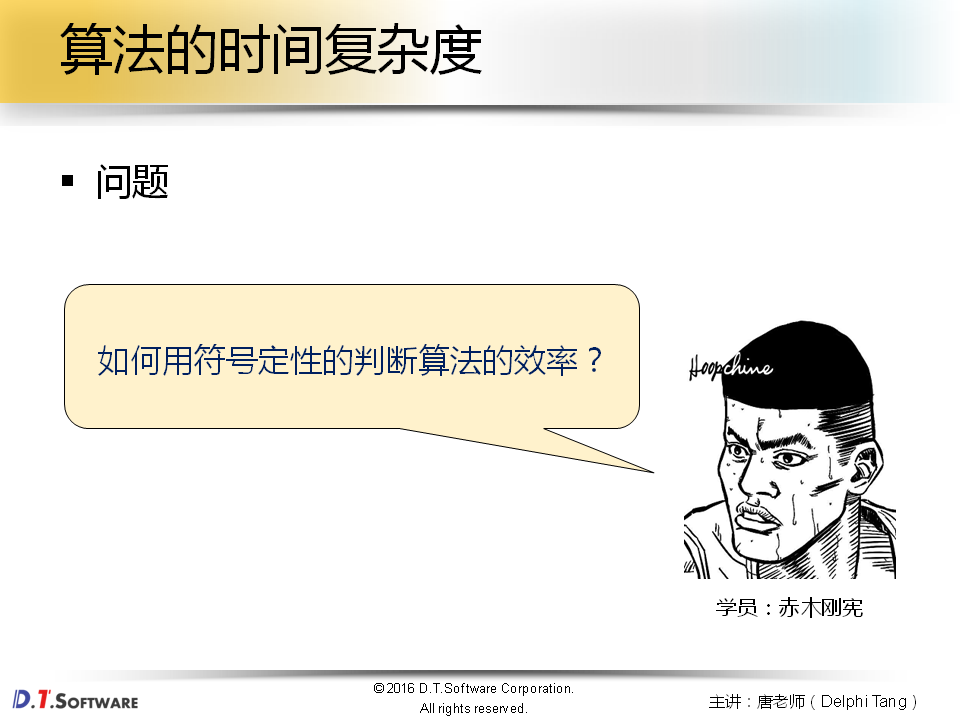 算法的时间复杂度
▪ 问题
如何用符号定性的判断算法的效率？
Hoopchine
学员：赤木刚宪
D.T.SOFTWARE
©2016 D.T.Software Corporation.
All rights reserved.
主讲：唐老师（Delphi Tang）